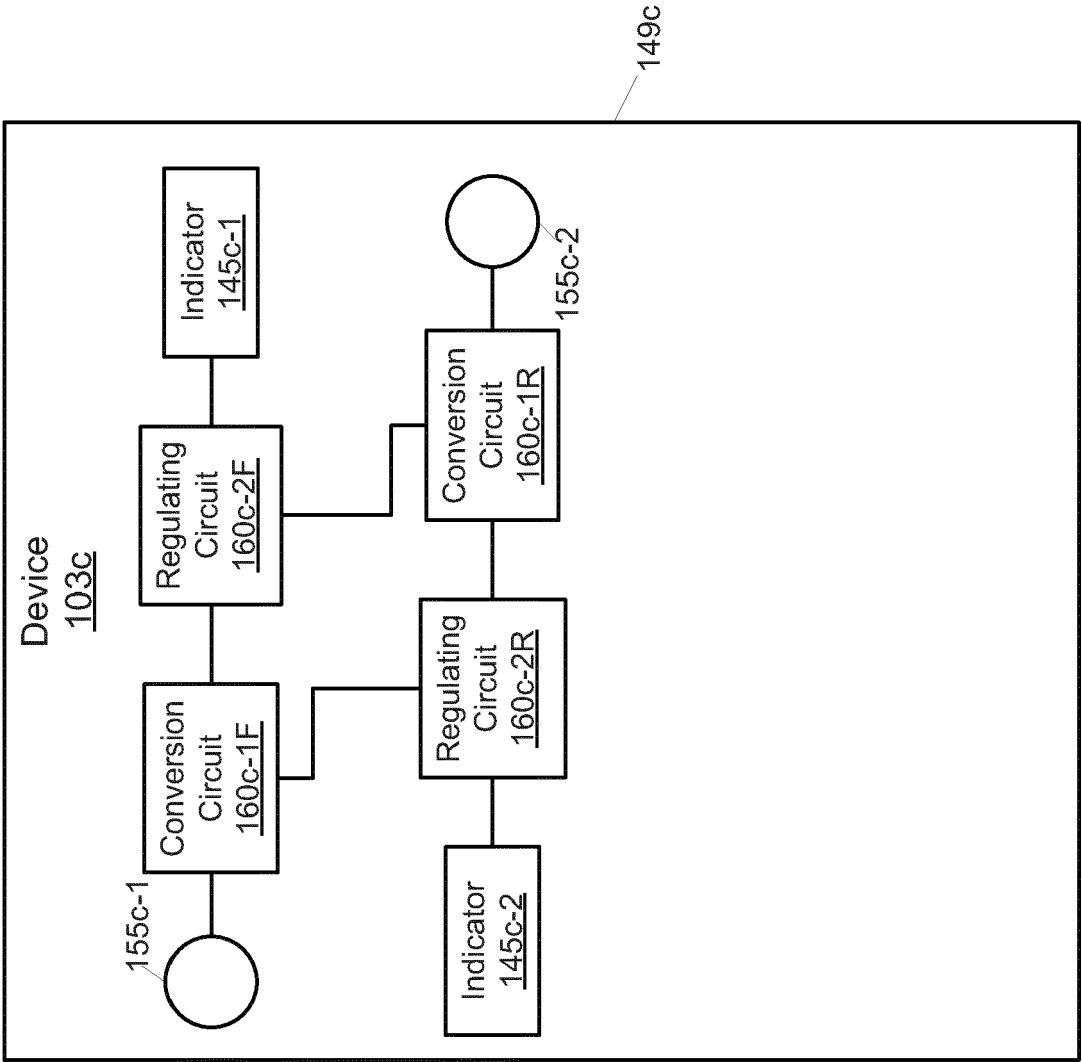 Device
103c
155c-1
Conversion
Circuit
160c-1F
Regulating
Circuit
160c-2F
Indicator
145c-1
Indicator
145c-2
Regulating
Circuit
160c-2R
Conversion
Circuit
160c-1R
155c-2
149c